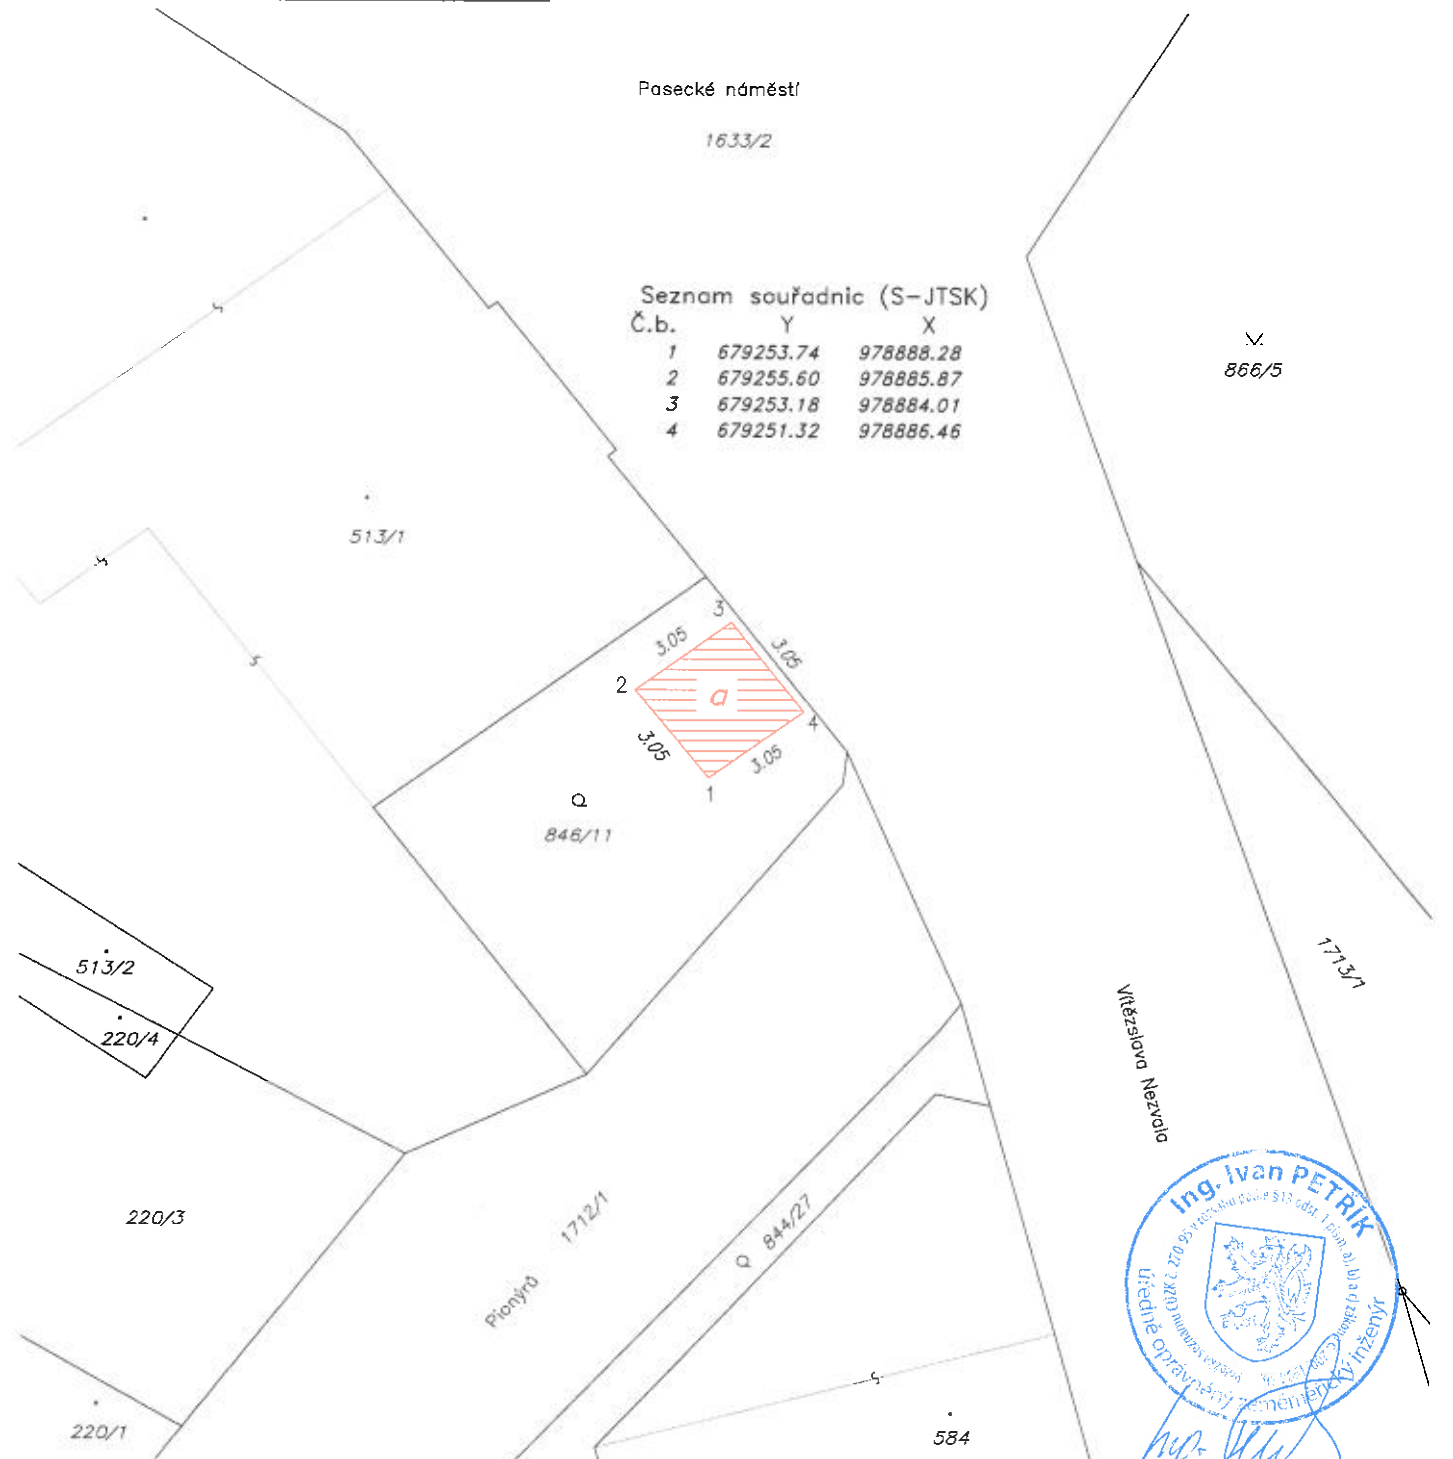 Pasecké náměstí
1633/2
Seznam souřadnic (S-JTSK)
Č.b. Y X
1 679253.74 978888.28
2 679255.60 978885.87
3 679253.18 978884.01
4 679251.32 978886.46
866/5
513/1
3
3.05
3.05
2
a
4
3.05
3.05
1
846/11
513/2
220/4
1713/1
Vítězslava Nezvala
220/3
1712/1
844/27
Pionýrů
220/1
584
Ing. Ivan PETŘÍK
úředně oprávněný zeměměřický inženýr